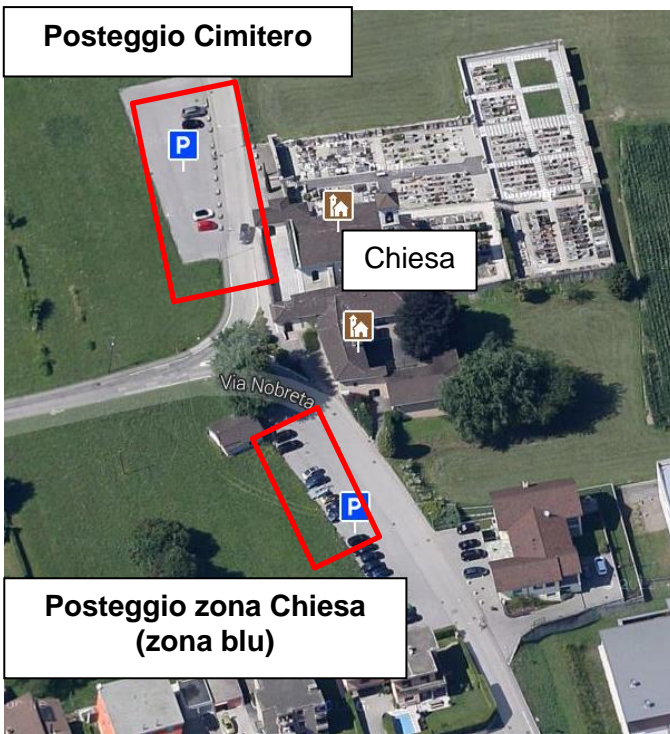 Posteggio Cimitero
P
Chiesa
Via Nobreta
P
Posteggio zona Chiesa
(zona blu)